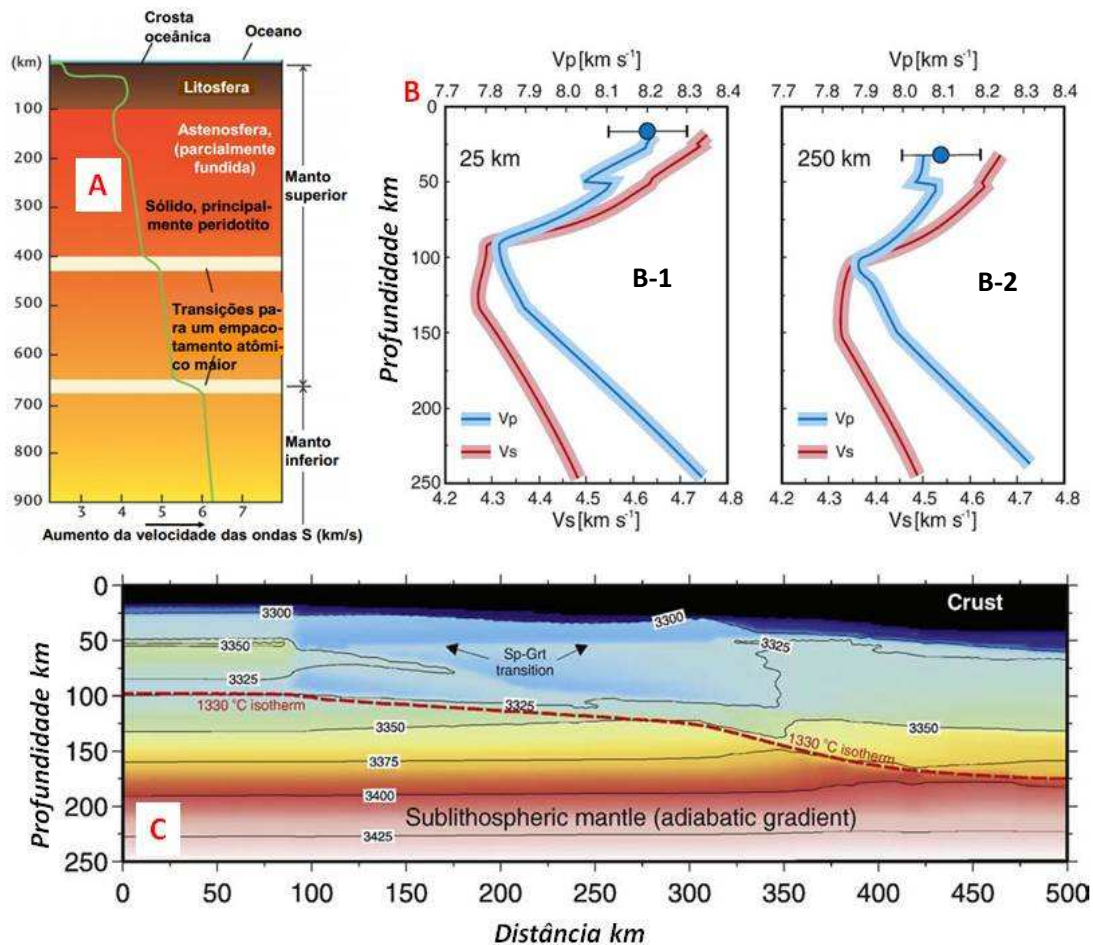 Crosta
oceânica
Oceano
(km)
Litosfera
100
Astenosfera,
(parcialmente
fundida)
200
A
Manto
superior
300
Sólido, principal-
mente peridotito
400
Transições pa-
ra um empaco-
tamento atômi-
co maior
500
600
700
Manto
inferior
800
900
3 4 5 6 7
Aumento da velocidade das ondas S (km/s)
B
Vp [km s⁻¹]
7.7 7.8 7.9 8.0 8.1 8.2 8.3 8.4
0
25 km
50
Profundidade km
100
B-1
150
200
Vp
Vs
250
4.2 4.3 4.4 4.5 4.6 4.7 4.8
Vs [km s⁻¹]
Vp [km s⁻¹]
7.7 7.8 7.9 8.0 8.1 8.2 8.3 8.4
250 km
B-2
Vp
Vs
4.2 4.3 4.4 4.5 4.6 4.7 4.8
Vs [km s⁻¹]
Profundidade km
0
50
100
150
200
250
Crust
3300
3300
3350
3325
3325
Sp-Grt
transition
3325
1330 °C isotherm
3325
3350
3350
1330 °C isotherm
3375
3400
Sublithospheric mantle (adiabatic gradient)
C
3425
0 50 100 150 200 250 300 350 400 450 500
Distância km